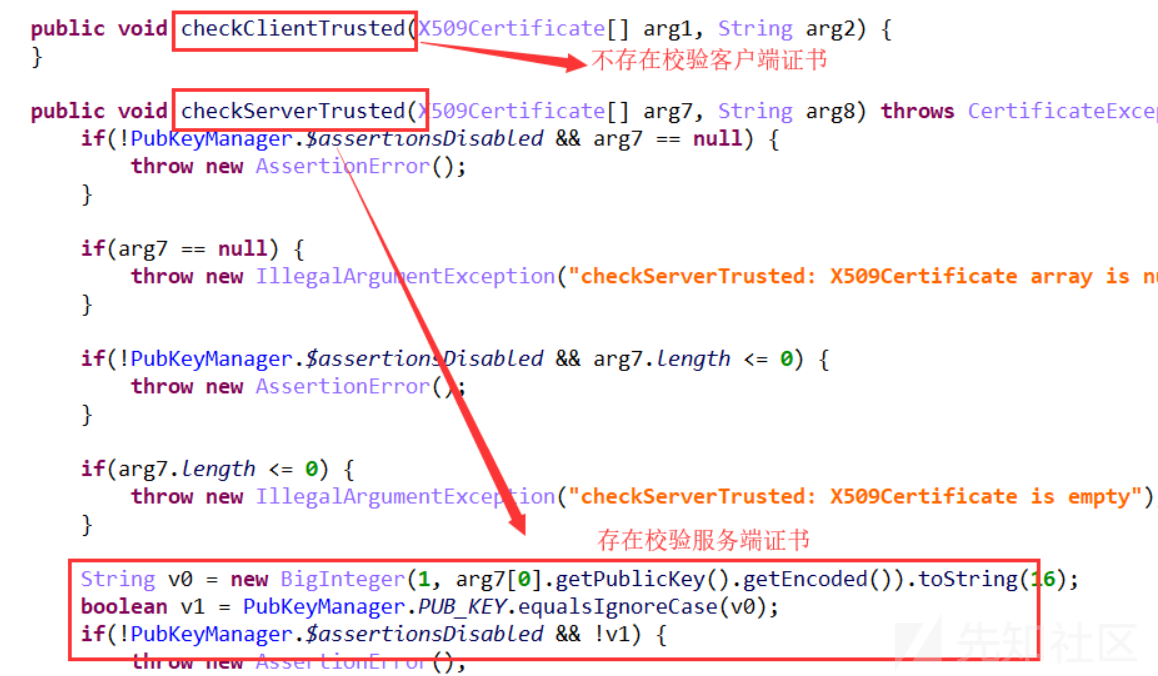 public void checkClientTrusted(X509Certificate[] arg1, String arg2) {
}
不存在校验客户端证书
public void checkServerTrusted(X509Certificate[] arg7, String arg8) throws CertificateExce
if(!PubKeyManager.$assertionsDisabled && arg7 == null) {
throw new AssertionError();
}
if(arg7 == null) {
throw new IllegalArgumentException("checkServerTrusted: X509Certificate array is nu
}
if(!PubKeyManager.$assertionsDisabled && arg7.length <= 0) {
throw new AssertionError();
}
if(arg7.length <= 0) {
throw new IllegalArgumentException("checkServerTrusted: X509Certificate is empty")
}
存在校验服务端证书
String v0 = new BigInteger(1, arg7[0].getPublicKey().getEncoded()).toString(16);
boolean v1 = PubKeyManager.PUB_KEY.equalsIgnoreCase(v0);
if(!PubKeyManager.$assertionsDisabled && !v1) {
throw new AssertionError();
先知社区